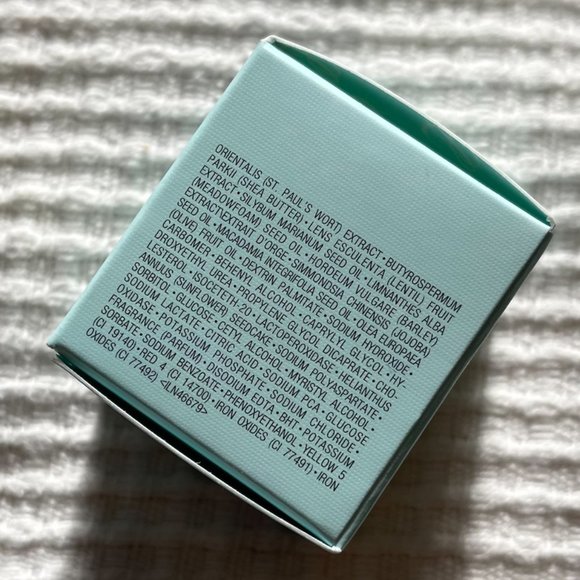 ORIENTALIS (ST. PAUL'S WORT) EXTRACT • BUTYROSPERMUM
PARKII (SHEA BUTTER) • LENS ESCULENTA (LENTIL) FRUIT
EXTRACT • SILYBUM MARIANUM SEED OIL • LIMNANTHES ALBA
(MEADOWFOAM) SEED OIL • HORDEUM VULGARE (BARLEY)
EXTRACT\EXTRAIT D'ORGE • SIMMONDSIA CHINENSIS (JOJOBA)
SEED OIL • MACADAMIA INTEGRIFOLIA SEED OIL • OLEA EUROPAEA
(OLIVE) FRUIT OIL • DEXTRIN PALMITATE • SODIUM HYDROXIDE •
CARBOMER • BEHENYL ALCOHOL • CAPRYLYL GLYCOL • HY-
DROXYETHYL UREA • PROPYLENE GLYCOL DICAPRATE • CHO-
LESTEROL • ISOCETETH-20 • LACTOPEROXIDASE • HELIANTHUS
ANNUUS (SUNFLOWER) SEEDCAKE • SODIUM POLYASPARTATE •
SORBITOL • GLUCOSE • CETYL ALCOHOL • MYRISTYL ALCOHOL •
SODIUM LACTATE • CITRIC ACID • SODIUM PCA • GLUCOSE
OXIDASE • POTASSIUM PHOSPHATE • SODIUM CHLORIDE •
FRAGRANCE (PARFUM) • DISODIUM EDTA • BHT • POTASSIUM
SORBATE • SODIUM BENZOATE • PHENOXYETHANOL • YELLOW 5
(CI 19140) • RED 4 (CI 14700) • IRON OXIDES (CI 77491) • IRON
OXIDES (CI 77492) <ILN46679>